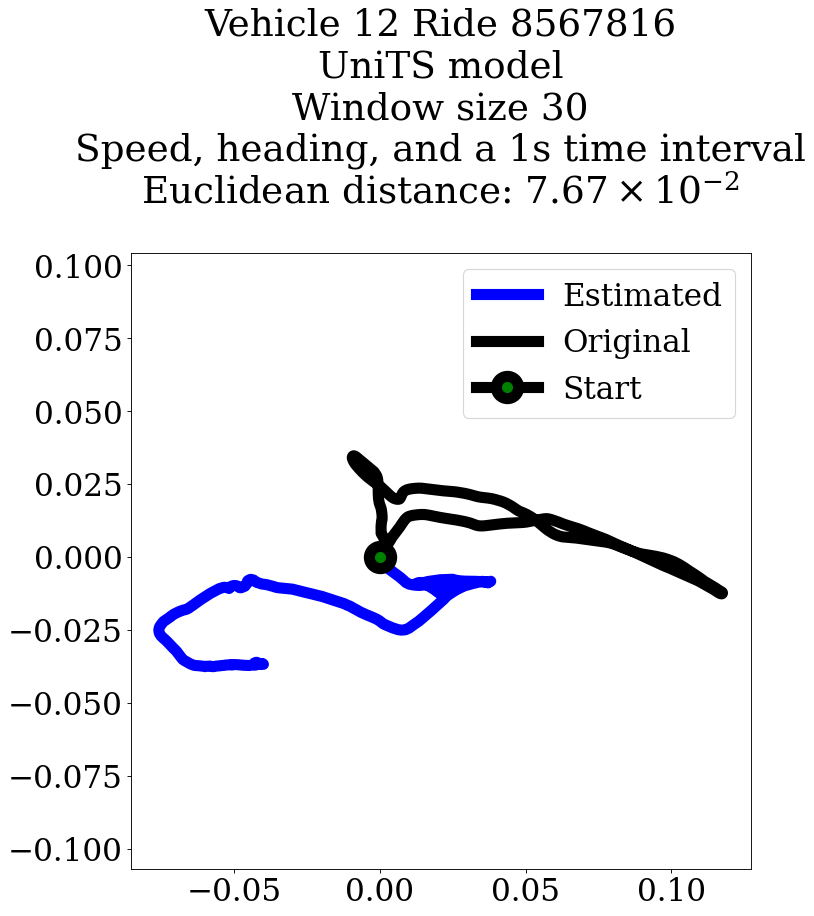 Vehicle 12 Ride 8567816
UniTS model
Window size 30
Speed, heading, and a 1s time interval
Euclidean distance: 7.67 × 10⁻²
0.100
0.075
0.050
0.025
0.000
−0.025
−0.050
−0.075
−0.100
Estimated
Original
Start
−0.05 0.00 0.05 0.10